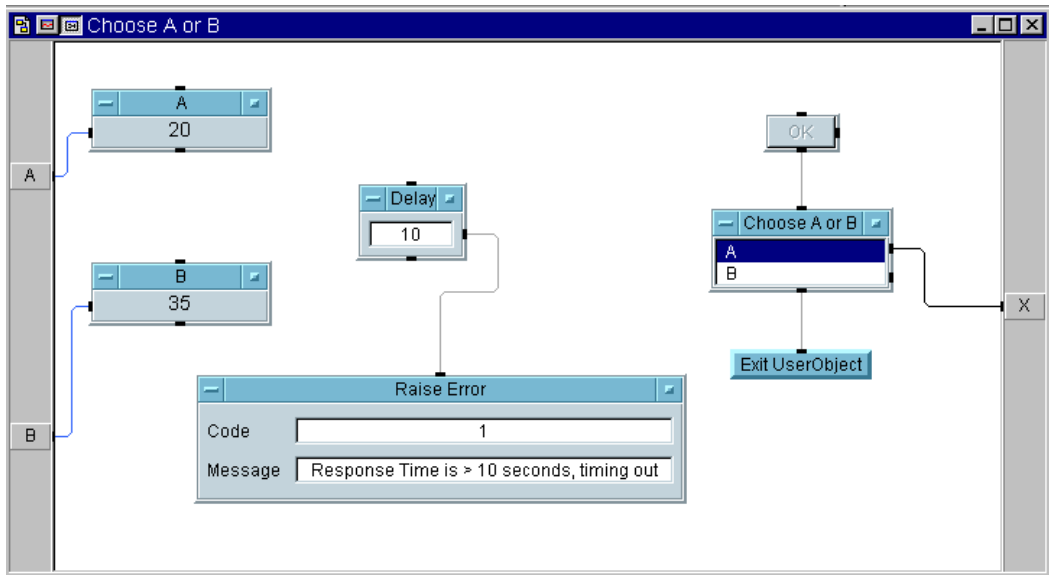 Choose A or B
A
20
A
B
35
B
Delay
10
Raise Error
Code
1
Message
Response Time is > 10 seconds, timing out
OK
Choose A or B
A
B
Exit UserObject
X